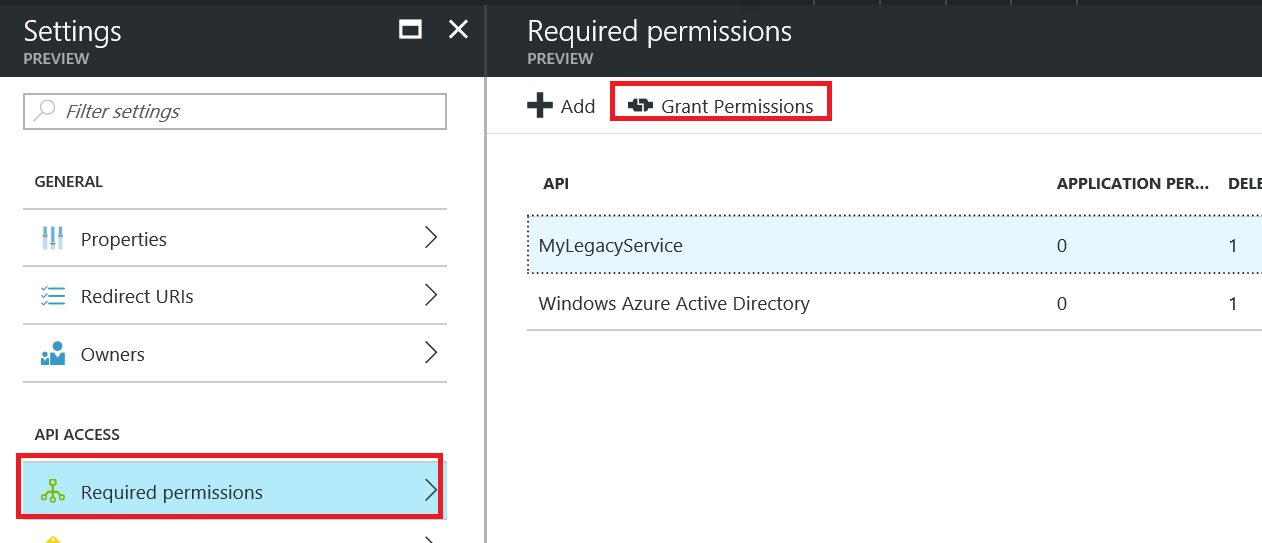 Settings
PREVIEW
Filter settings
GENERAL
Properties
Redirect URIs
Owners
API ACCESS
Required permissions
Required permissions
PREVIEW
Add Grant Permissions
API APPLICATION PER... DELE
MyLegacyService 0 1
Windows Azure Active Directory 0 1